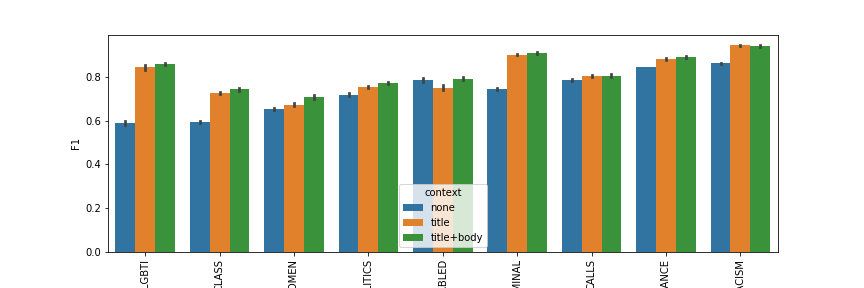 F1
0.8
0.6
0.4
0.2
0.0
context
none
title
title+body
LGBTI
CLASS
OMEN
LITICS
BLED
MINAL
CALLS
ANCE
ACISM